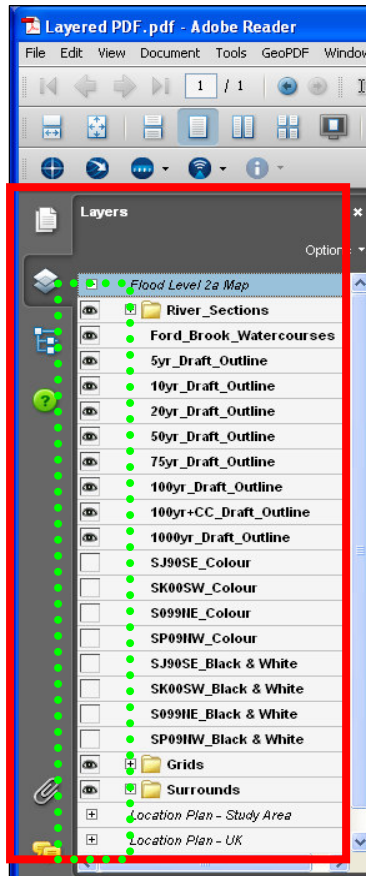 Layered PDF.pdf - Adobe Reader
File Edit View Document Tools GeoPDF Window
1 / 1
Layers
Options
Flood Level 2a Map
River_Sections
Ford_Brook_Watercourses
5yr_Draft_Outline
10yr_Draft_Outline
20yr_Draft_Outline
50yr_Draft_Outline
75yr_Draft_Outline
100yr_Draft_Outline
100yr+CC_Draft_Outline
1000yr_Draft_Outline
SJ90SE_Colour
SK00SW_Colour
S099NE_Colour
SP09NW_Colour
SJ90SE_Black & White
SK00SW_Black & White
S099NE_Black & White
SP09NW_Black & White
Grids
Surrounds
Location Plan - Study Area
Location Plan - UK